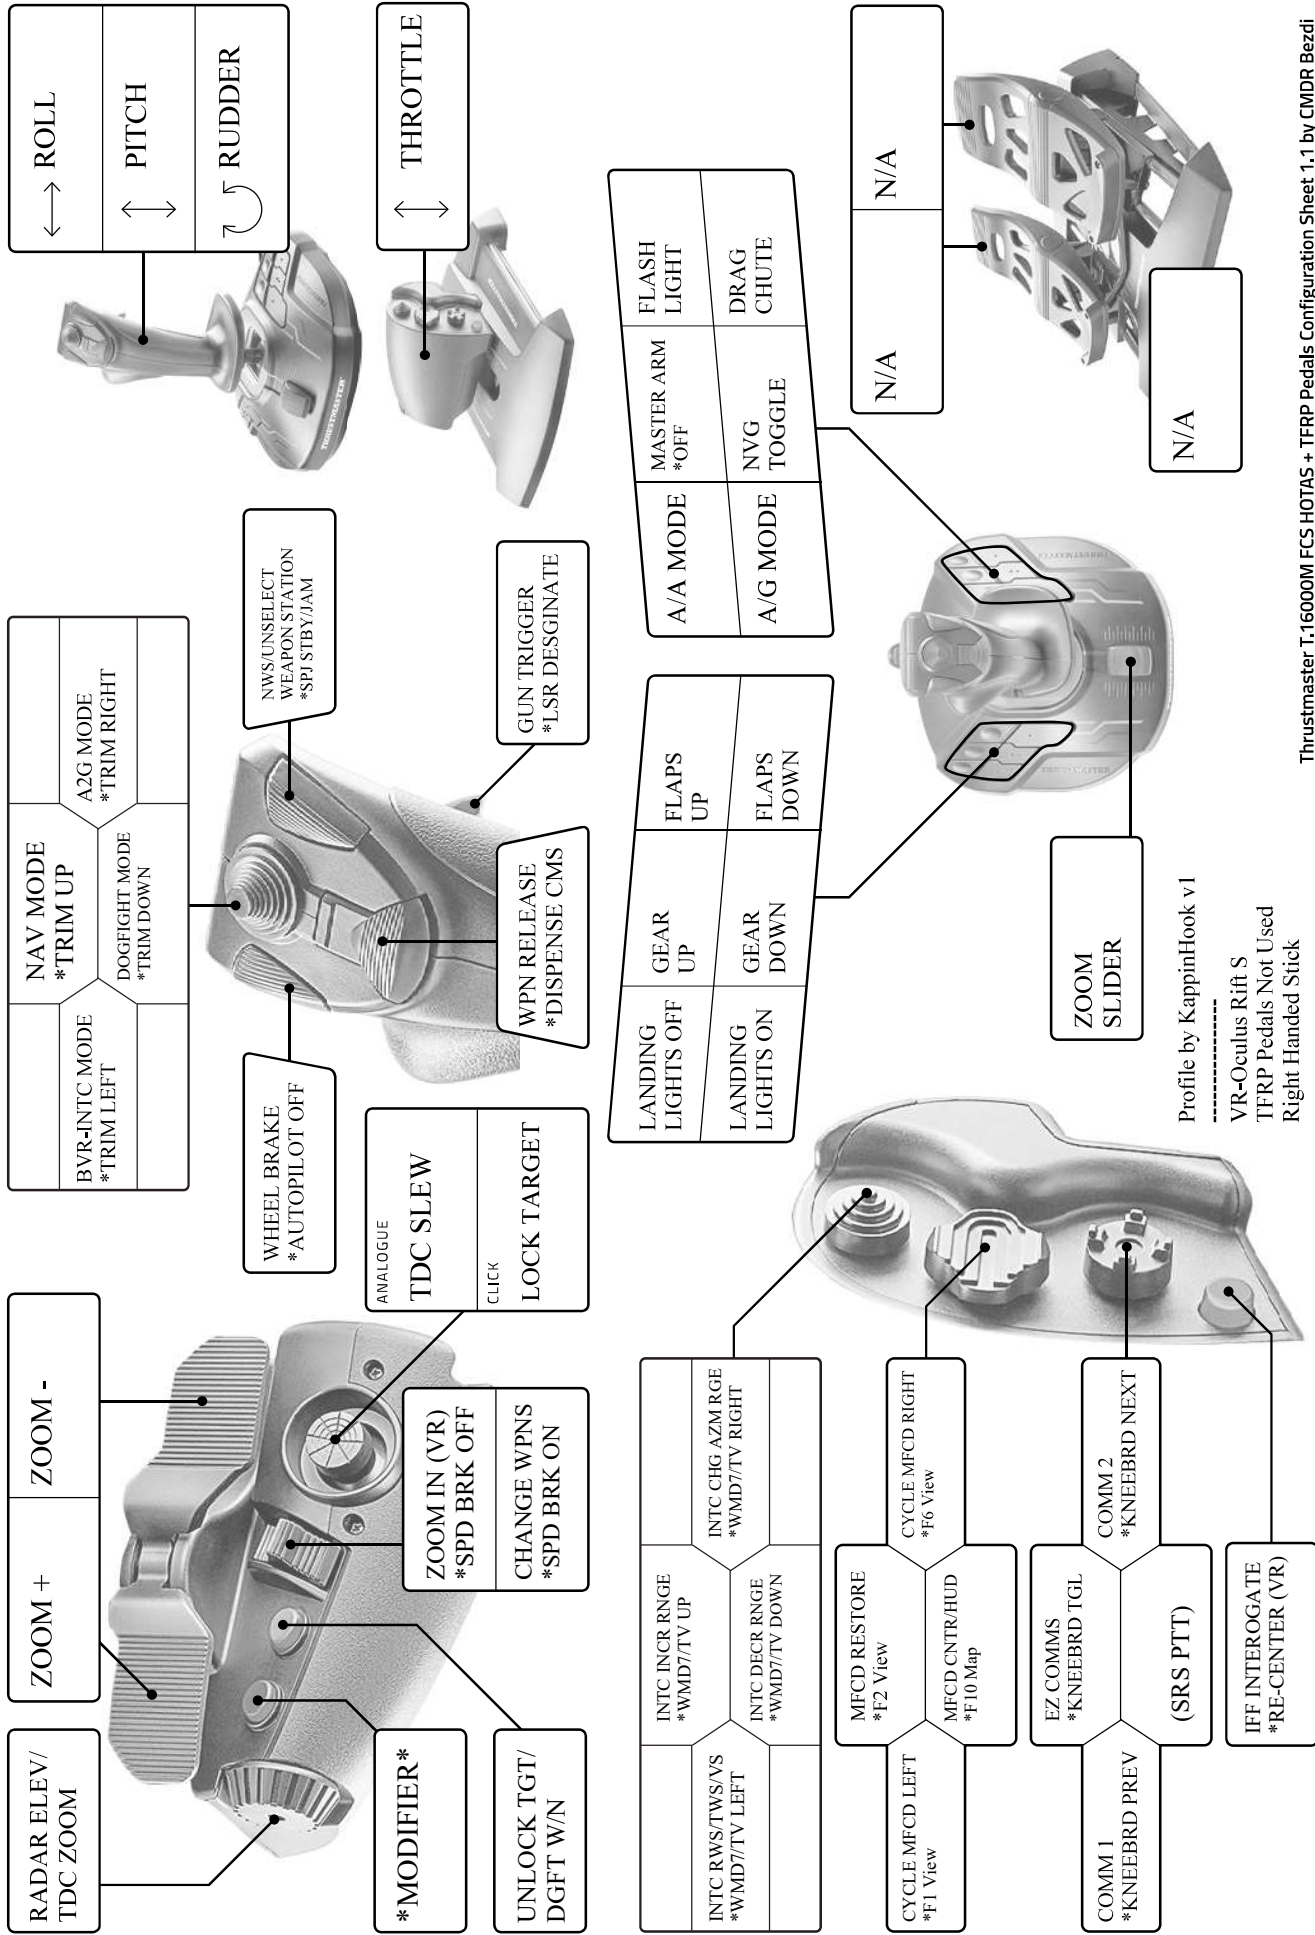 RADAR ELEV/
TDC ZOOM
ZOOM +
ZOOM -
*MODIFIER*
UNLOCK TGT/
DGFT W/N
ZOOM IN (VR)
*SPD BRK OFF
CHANGE WPNS
*SPD BRK ON
ANALOGUE
TDC SLEW
CLICK
LOCK TARGET
BVR-INTC MODE
*TRIM LEFT
NAV MODE
*TRIM UP
DOGFIGHT MODE
*TRIM DOWN
A2G MODE
*TRIM RIGHT
WHEEL BRAKE
*AUTOPILOT OFF
NWS/UNSELECT
WEAPON STATION
*SPJ STBY/JAM
WPN RELEASE
*DISPENSE CMS
GUN TRIGGER
*LSR DESGINATE
ROLL
PITCH
RUDDER
THRUSTMASTER
THROTTLE
INTC RWS/TWS/VS
*WMD7/TV LEFT
INTC INCR RNGE
*WMD7/TV UP
INTC DECR RNGE
*WMD7/TV DOWN
INTC CHG AZM RGE
*WMD7/TV RIGHT
CYCLE MFCD LEFT
*F1 View
MFCD RESTORE
*F2 View
MFCD CNTR/HUD
*F10 Map
CYCLE MFCD RIGHT
*F6 View
COMM 1
*KNEEBRD PREV
EZ COMMS
*KNEEBRD TGL
(SRS PTT)
COMM 2
*KNEEBRD NEXT
IFF INTEROGATE
*RE-CENTER (VR)
LANDING
LIGHTS OFF
GEAR
UP
FLAPS
UP
LANDING
LIGHTS ON
GEAR
DOWN
FLAPS
DOWN
A/A MODE
MASTER ARM
*OFF
FLASH
LIGHT
A/G MODE
NVG
TOGGLE
DRAG
CHUTE
ZOOM
SLIDER
N/A
N/A
N/A
Profile by KappinHook v1
-------------
VR-Oculus Rift S
TFRP Pedals Not Used
Right Handed Stick
Thrustmaster T.16000M FCS HOTAS + TFRP Pedals Configuration Sheet 1.1 by CMDR Bezdi